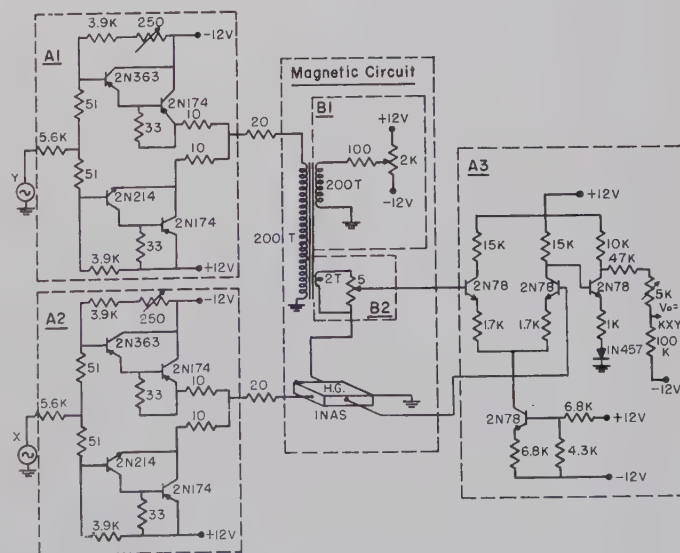 A1
3.9K
250
-12V
2N363
2N174
51
33
10
10
5.6K
Y
51
2N214
2N174
33
3.9K
+12V
20
A2
3.9K
250
-12V
2N363
2N174
51
33
10
10
5.6K
X
51
2N214
2N174
33
3.9K
+12V
20
Magnetic Circuit
B1
+12V
100
2K
-12V
200T
200T
2T
5
B2
H.G.
INAS
A3
+12V
15K
15K
10K
47K
2N78
2N78
2N78
5K
Vo=
KXY
1.7K
1.7K
1K
100
K
1N457
-12V
2N78
6.8K
+12V
6.8K
4.3K
-12V